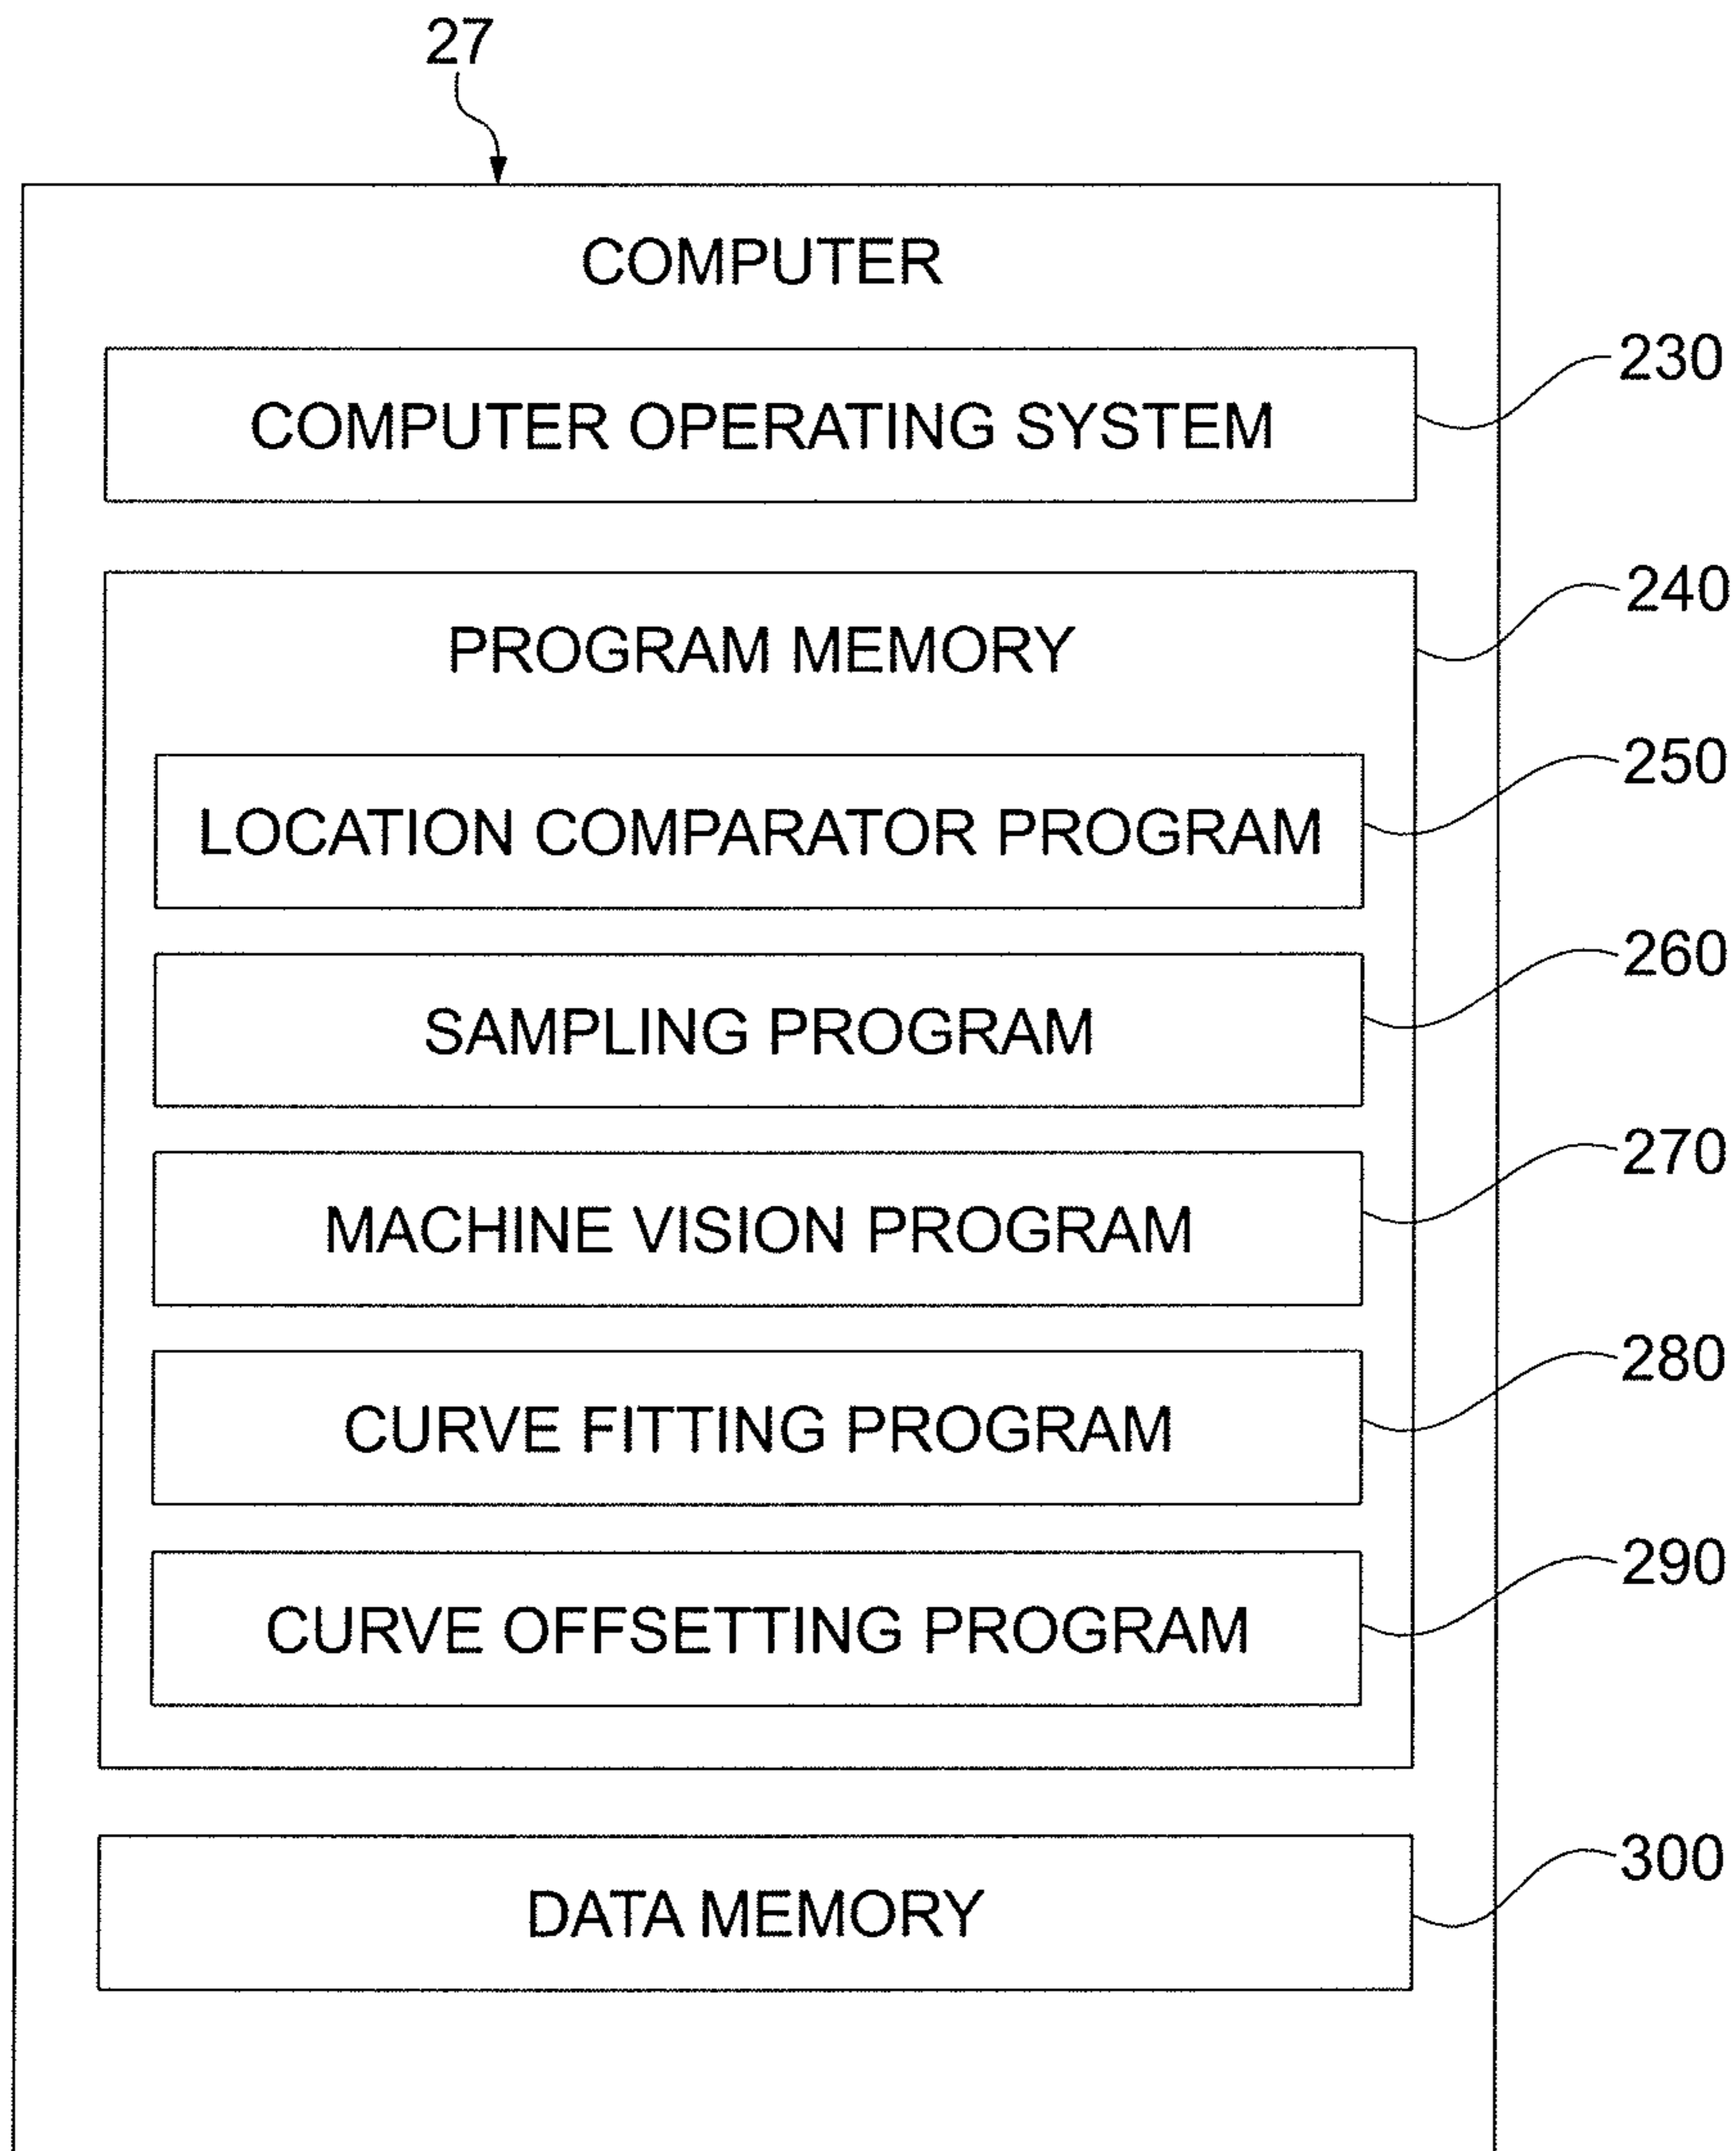 27
COMPUTER
COMPUTER OPERATING SYSTEM
230
PROGRAM MEMORY
240
LOCATION COMPARATOR PROGRAM
250
SAMPLING PROGRAM
260
MACHINE VISION PROGRAM
270
CURVE FITTING PROGRAM
280
CURVE OFFSETTING PROGRAM
290
DATA MEMORY
300